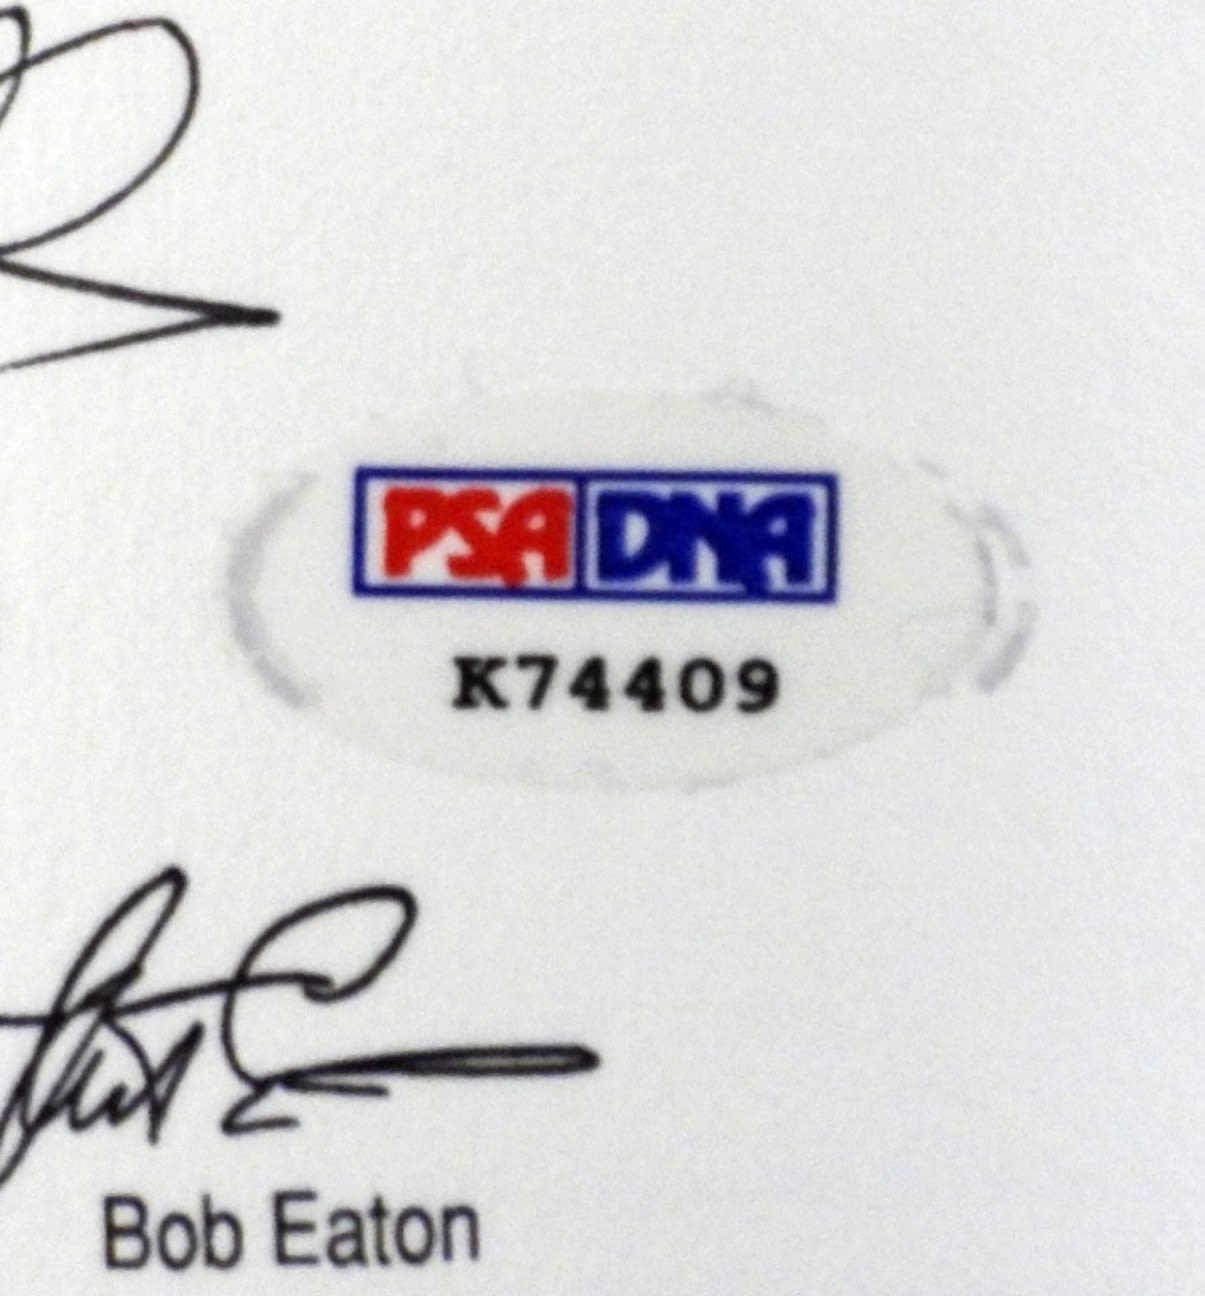 PSA DNA
K74409
Bob Eaton